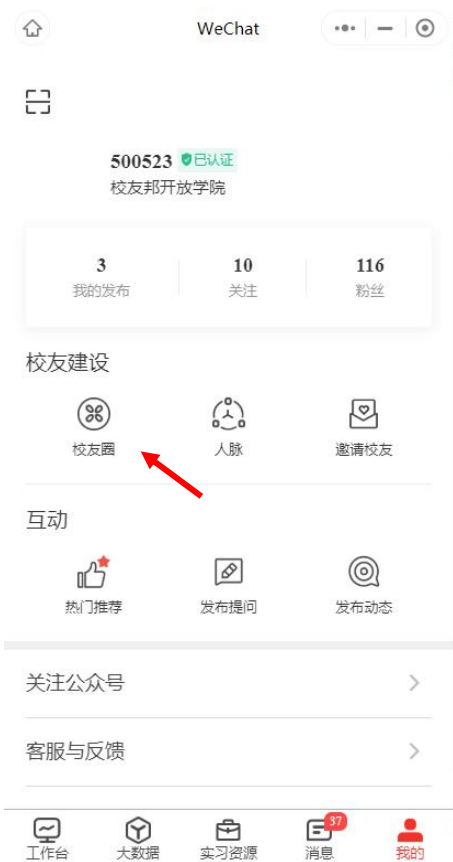 WeChat
500523 已认证
校友邦开放学院
3 10 116
我的发布 关注 粉丝
校友建设
校友圈 人脉 邀请校友
互动
热门推荐 发布提问 发布动态
关注公众号
客服与反馈
37
工作台 大数据 实习资源 消息 我的